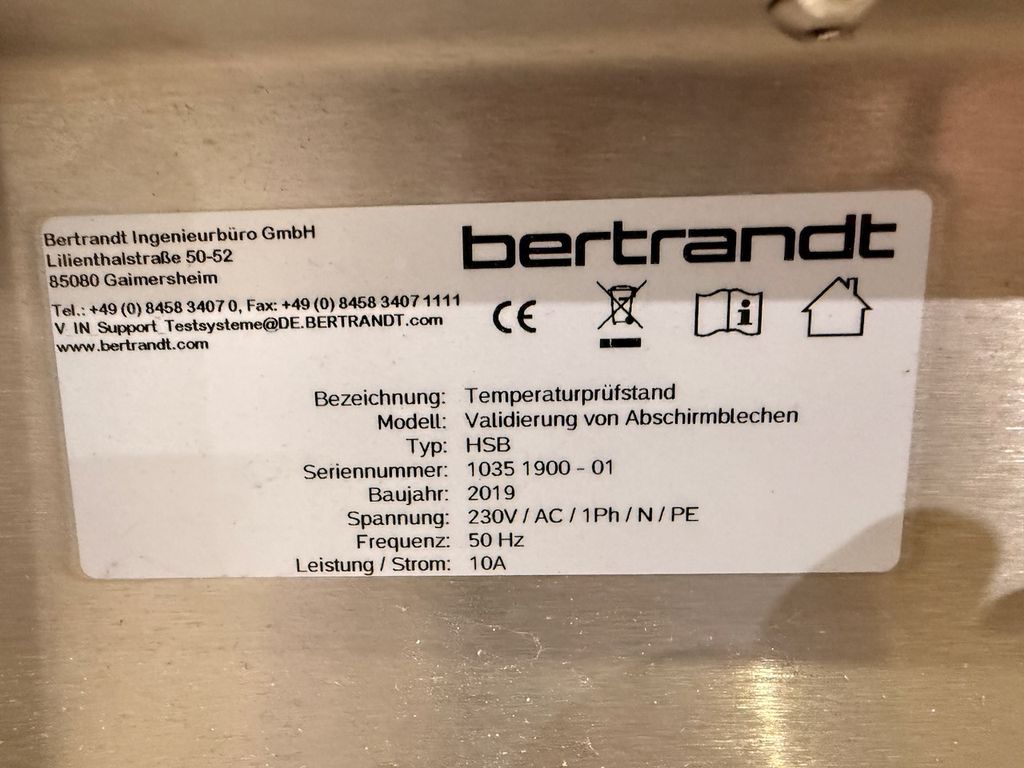 Bertrandt Ingenieurbüro GmbH
Lilienthalstraße 50-52
85080 Gaimersheim
Tel.: +49 (0) 8458 3407 0, Fax: +49 (0) 8458 3407 1111
V_IN_Support_Testsysteme@DE.BERTRANDT.com
www.bertrandt.com
bertrandt
CE
i
Bezeichnung: Temperaturprüfstand
Modell: Validierung von Abschirmblechen
Typ: HSB
Seriennummer: 1035 1900 - 01
Baujahr: 2019
Spannung: 230V / AC / 1Ph / N / PE
Frequenz: 50 Hz
Leistung / Strom: 10A